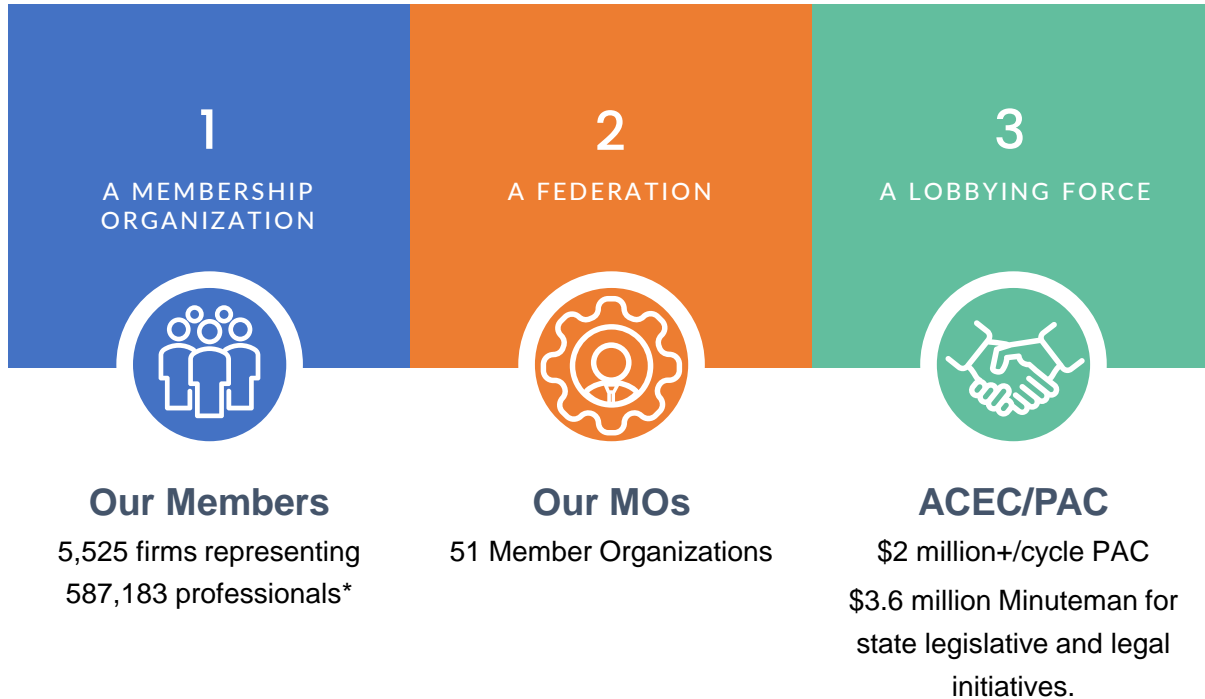 1
A MEMBERSHIP
ORGANIZATION
Our Members
5,525 firms representing
587,183 professionals*
2
A FEDERATION
Our MOs
51 Member Organizations
3
A LOBBYING FORCE
ACEC/PAC
$2 million+/cycle PAC
$3.6 million Minuteman for
state legislative and legal
initiatives.